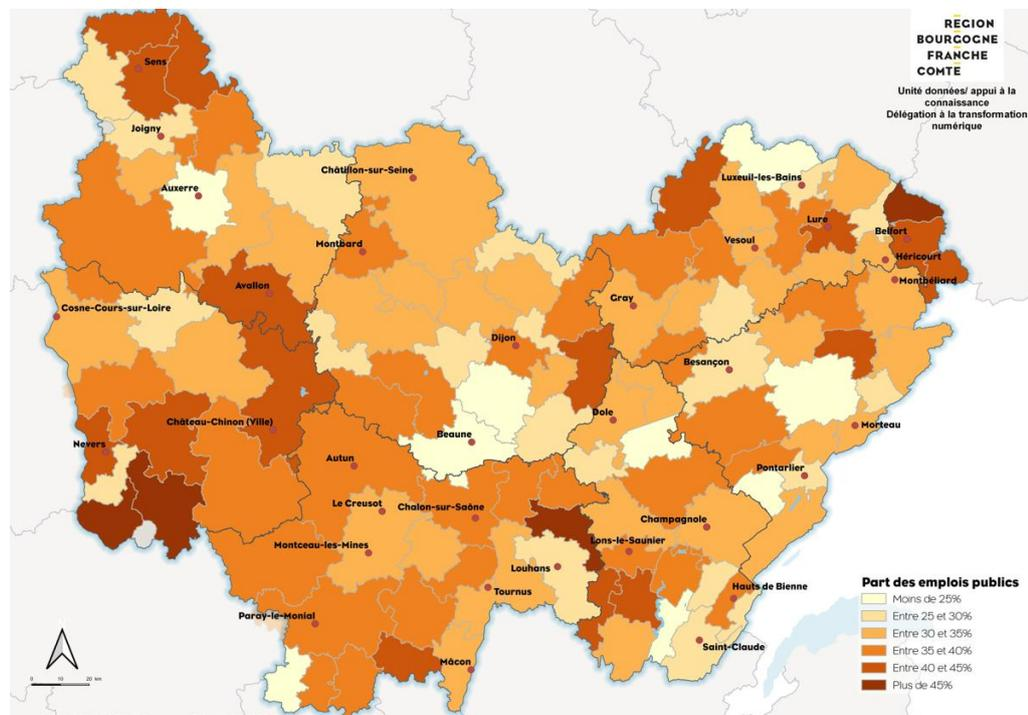 REGION
BOURGOGNE
FRANCHE
COMTE
Unité données/ appui à la
connaissance
Délégation à la transformation
numérique
Sens
Joigny
Auxerre
Châtillon-sur-Seine
Luxeuil-les-Bains
Lure
Belfort
Montbard
Vesoul
Héricourt
Montbéliard
Avallon
Gray
Cosne-Cours-sur-Loire
Dijon
Besançon
Dole
Château-Chinon (Ville)
Morteau
Beaune
Nevers
Autun
Pontarlier
Le Creusot
Chalon-sur-Saône
Champagnole
Montceau-les-Mines
Lons-le-Saunier
Louhans
Hauts de Bienne
Tournus
Paray-le-Monial
Saint-Claude
Mâcon
Part des emplois publics
Moins de 25%
Entre 25 et 30%
Entre 30 et 35%
Entre 35 et 40%
Entre 40 et 45%
Plus de 45%
0 10 20 km